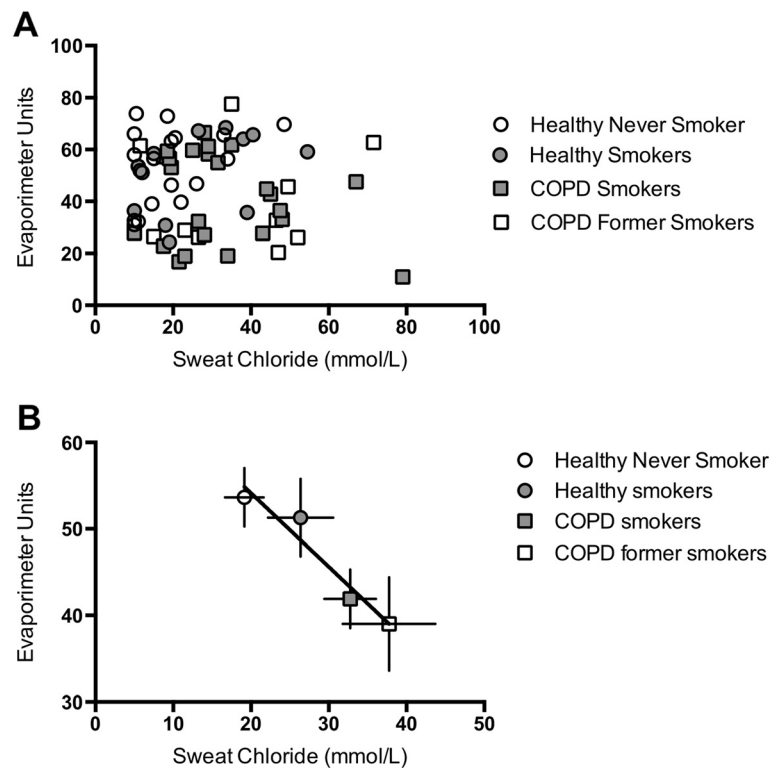 A
100
80
60
40
20
0
Evaporimeter Units
0 20 40 60 80 100
Sweat Chloride (mmol/L)
Healthy Never Smoker
Healthy Smokers
COPD Smokers
COPD Former Smokers
B
60
50
40
30
Evaporimeter Units
0 10 20 30 40 50
Sweat Chloride (mmol/L)
Healthy Never Smoker
Healthy smokers
COPD smokers
COPD former smokers